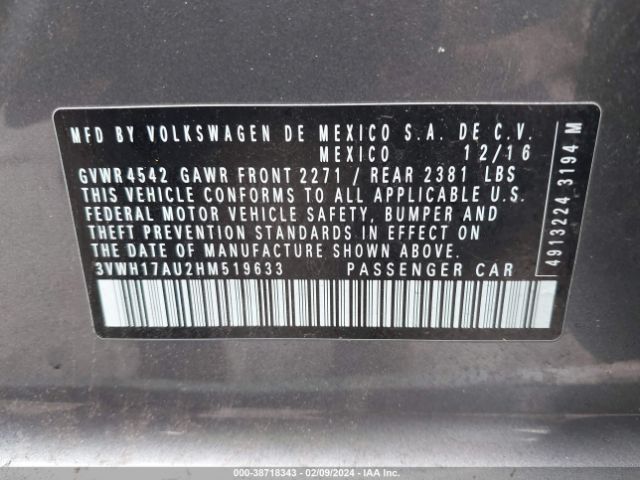 MFD BY VOLKSWAGEN DE MEXICO S.A. DE C.V.
MEXICO 12/16
GVWR4542 GAWR FRONT 2271 / REAR 2381 LBS
THIS VEHICLE CONFORMS TO ALL APPLICABLE U.S.
FEDERAL MOTOR VEHICLE SAFETY, BUMPER AND
THEFT PREVENTION STANDARDS IN EFFECT ON
THE DATE OF MANUFACTURE SHOWN ABOVE.
3VWH17AU2HM519633 PASSENGER CAR
4913224 3194 M
000-38718343 - 02/09/2024 - IAA Inc.